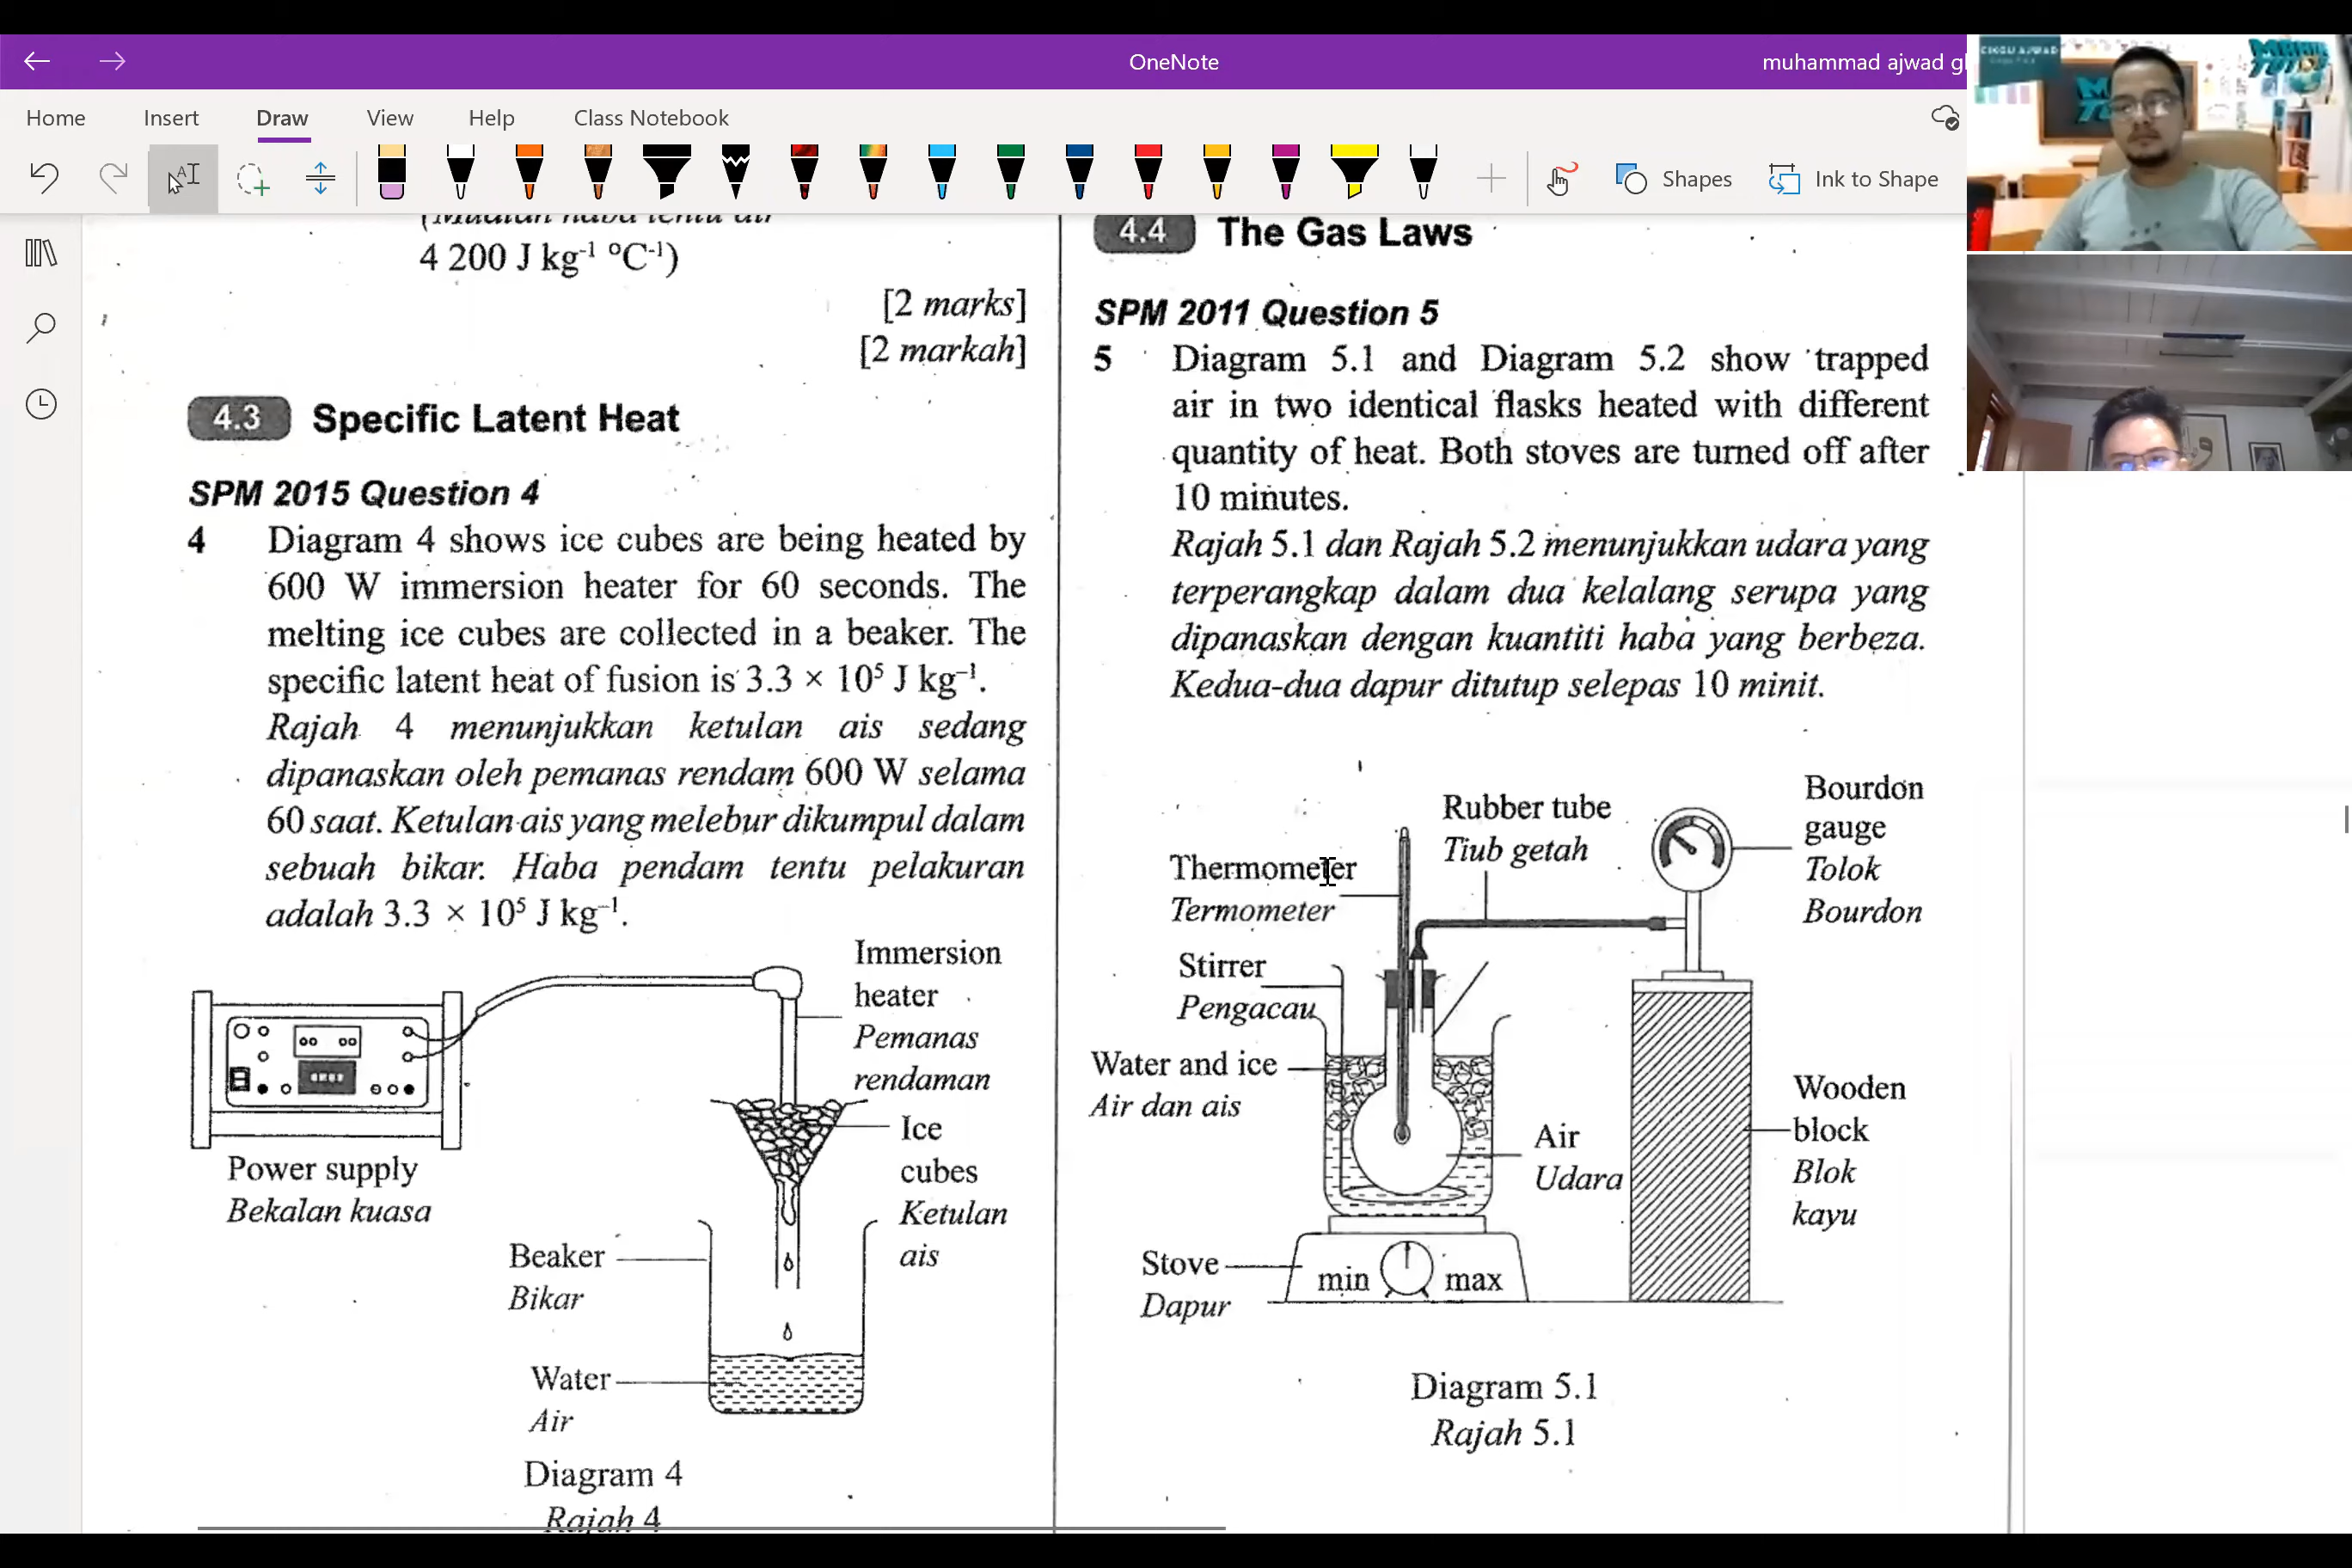 OneNote
muhammad ajwad
CIKGU AJWAD
Home Insert Draw View Help Class Notebook
Shapes Ink to Shape
(Muatan haba tentu air
4 200 J kg⁻¹ °C⁻¹)
[2 marks]
[2 markah]
4.3 Specific Latent Heat
SPM 2015 Question 4
4 Diagram 4 shows ice cubes are being heated by
600 W immersion heater for 60 seconds. The
melting ice cubes are collected in a beaker. The
specific latent heat of fusion is 3.3 × 10⁵ J kg⁻¹.
Rajah 4 menunjukkan ketulan ais sedang
dipanaskan oleh pemanas rendam 600 W selama
60 saat. Ketulan ais yang melebur dikumpul dalam
sebuah bikar. Haba pendam tentu pelakuran
adalah 3.3 × 10⁵ J kg⁻¹.
Immersion
heater
Pemanas
rendaman
Ice
cubes
Ketulan
ais
Power supply
Bekalan kuasa
Beaker
Bikar
Water
Air
Diagram 4
Rajah 4
4.4 The Gas Laws
SPM 2011 Question 5
5 Diagram 5.1 and Diagram 5.2 show trapped
air in two identical flasks heated with different
quantity of heat. Both stoves are turned off after
10 minutes.
Rajah 5.1 dan Rajah 5.2 menunjukkan udara yang
terperangkap dalam dua kelalang serupa yang
dipanaskan dengan kuantiti haba yang berbeza.
Kedua-dua dapur ditutup selepas 10 minit.
Rubber tube
Tiub getah
Bourdon
gauge
Tolok
Bourdon
Thermometer
Termometer
Stirrer
Pengacau
Water and ice
Air dan ais
Air
Udara
Wooden
block
Blok
kayu
Stove
Dapur
min max
Diagram 5.1
Rajah 5.1